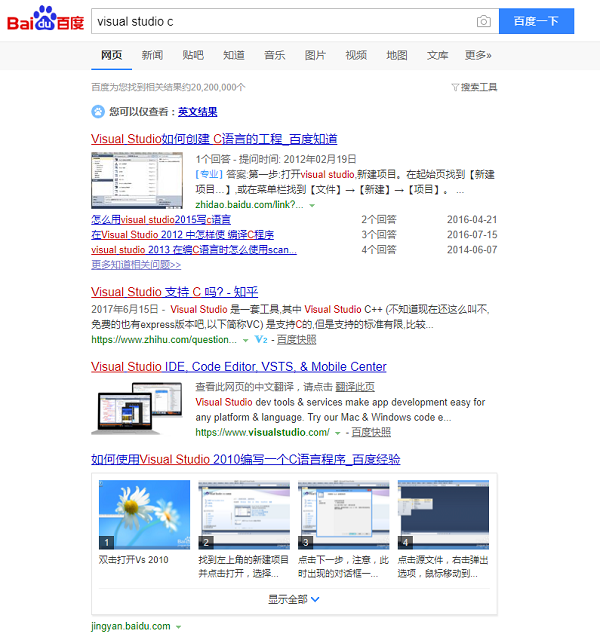 Bai du 百度
visual studio c
百度一下
网页 新闻 贴吧 知道 音乐 图片 视频 地图 文库 更多»
百度为您找到相关结果约20,200,000个
搜索工具
您可以仅查看：英文结果
Visual Studio如何创建 C语言的工程_百度知道
1个回答 - 提问时间: 2012年02月19日
[专业] 答案:第一步:打开visual studio,新建项目。在起始页找到【新建
项目...】,或在菜单栏找到【文件】→【新建】→【项目】。 ...
zhidao.baidu.com/link?...
怎么用visual studio2015写c语言 2个回答 2016-04-21
在Visual Studio 2012 中怎样使 编译C程序 3个回答 2016-07-15
visual studio 2013 在编C语言时怎么使用scan... 4个回答 2014-06-07
更多知道相关问题>>
Visual Studio 支持 C 吗? - 知乎
2017年6月15日 - Visual Studio 是一套工具,其中 Visual Studio C++ (不知道现在还这么叫不,
免费的也有express版本吧,以下简称VC) 是支持C的,但是支持的标准有限,比较...
https://www.zhihu.com/question... V2 - 百度快照
Visual Studio IDE, Code Editor, VSTS, & Mobile Center
查看此网页的中文翻译，请点击 翻译此页
Visual Studio dev tools & services make app development easy for
any platform & language. Try our Mac & Windows code e...
https://www.visualstudio.com/ - 百度快照
如何使用Visual Studio 2010编写一个C语言程序_百度经验
1 2 3 4
双击打开Vs 2010
找到左上角的新建项目
并点击打开，选择...
点击下一步，注意，此
时出现的对话框一...
点击源文件，右击弹出
选项，鼠标移动到...
显示全部
jingyan.baidu.com